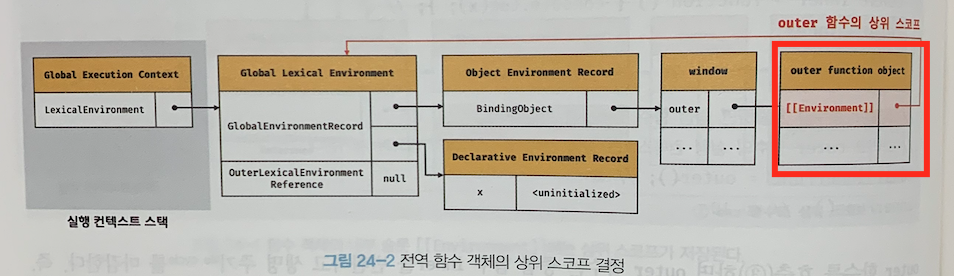 outer 함수의 상위 스코프
Global Execution Context
LexicalEnvironment
Global Lexical Environment
GlobalEnvironmentRecord
OuterLexicalEnvironment
Reference
null
Object Environment Record
BindingObject
Declarative Environment Record
x
<uninitialized>
window
outer
...
...
outer function object
[[Environment]]
...
...
실행 컨텍스트 스택
그림 24-2 전역 함수 객체의 상위 스코프 결정